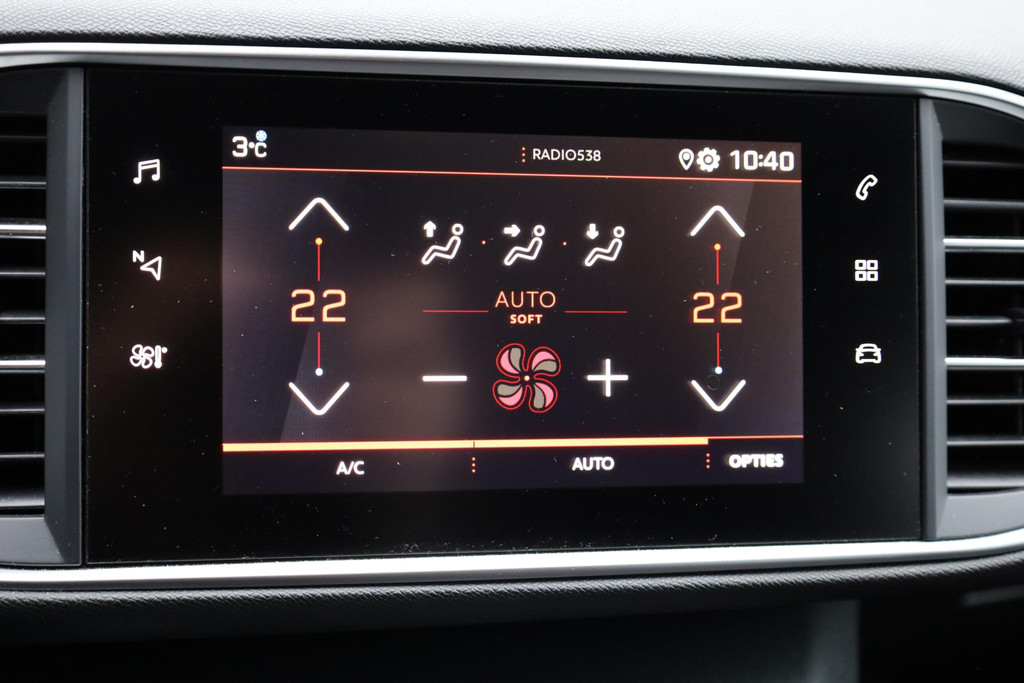 3°C
RADIO538
10:40
N
22
AUTO
SOFT
22
A/C
AUTO
OPTIES